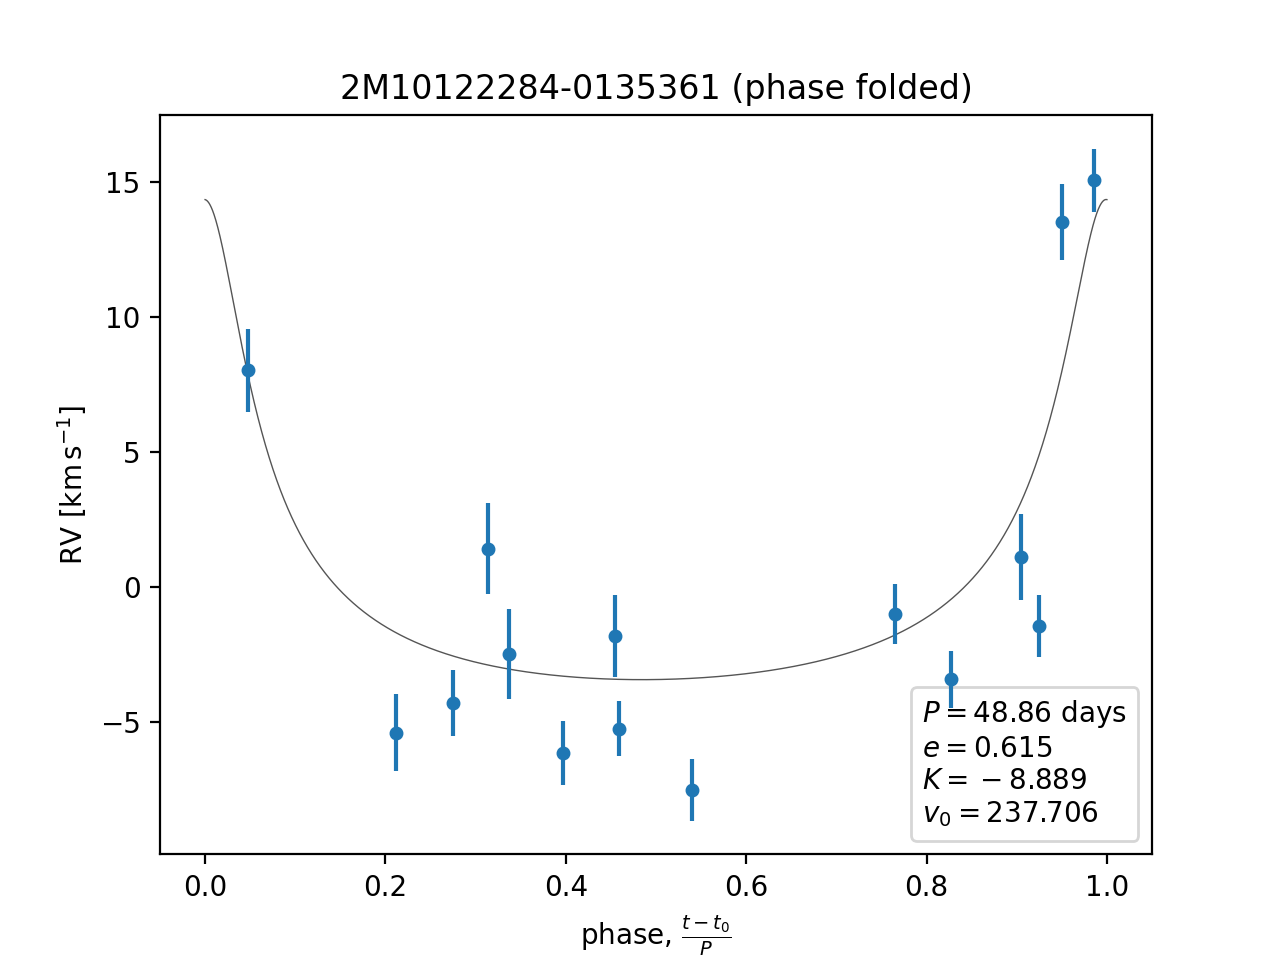 2M10122284-0135361 (phase folded)
RV [km s⁻¹]
15
10
5
0
−5
0.0 0.2 0.4 0.6 0.8 1.0
phase, (t − t₀)/P
P = 48.86 days
e = 0.615
K = −8.889
v₀ = 237.706